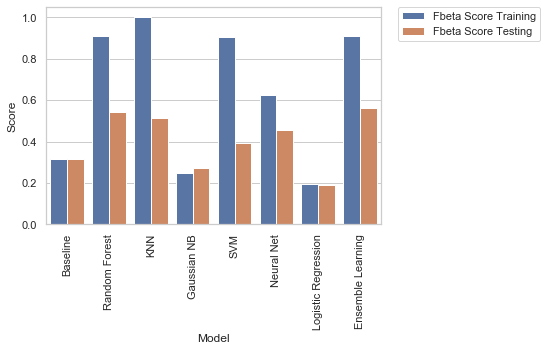 Fbeta Score Training
Fbeta Score Testing
1.0
0.8
0.6
0.4
0.2
0.0
Score
Baseline
Random Forest
KNN
Gaussian NB
SVM
Neural Net
Logistic Regression
Ensemble Learning
Model